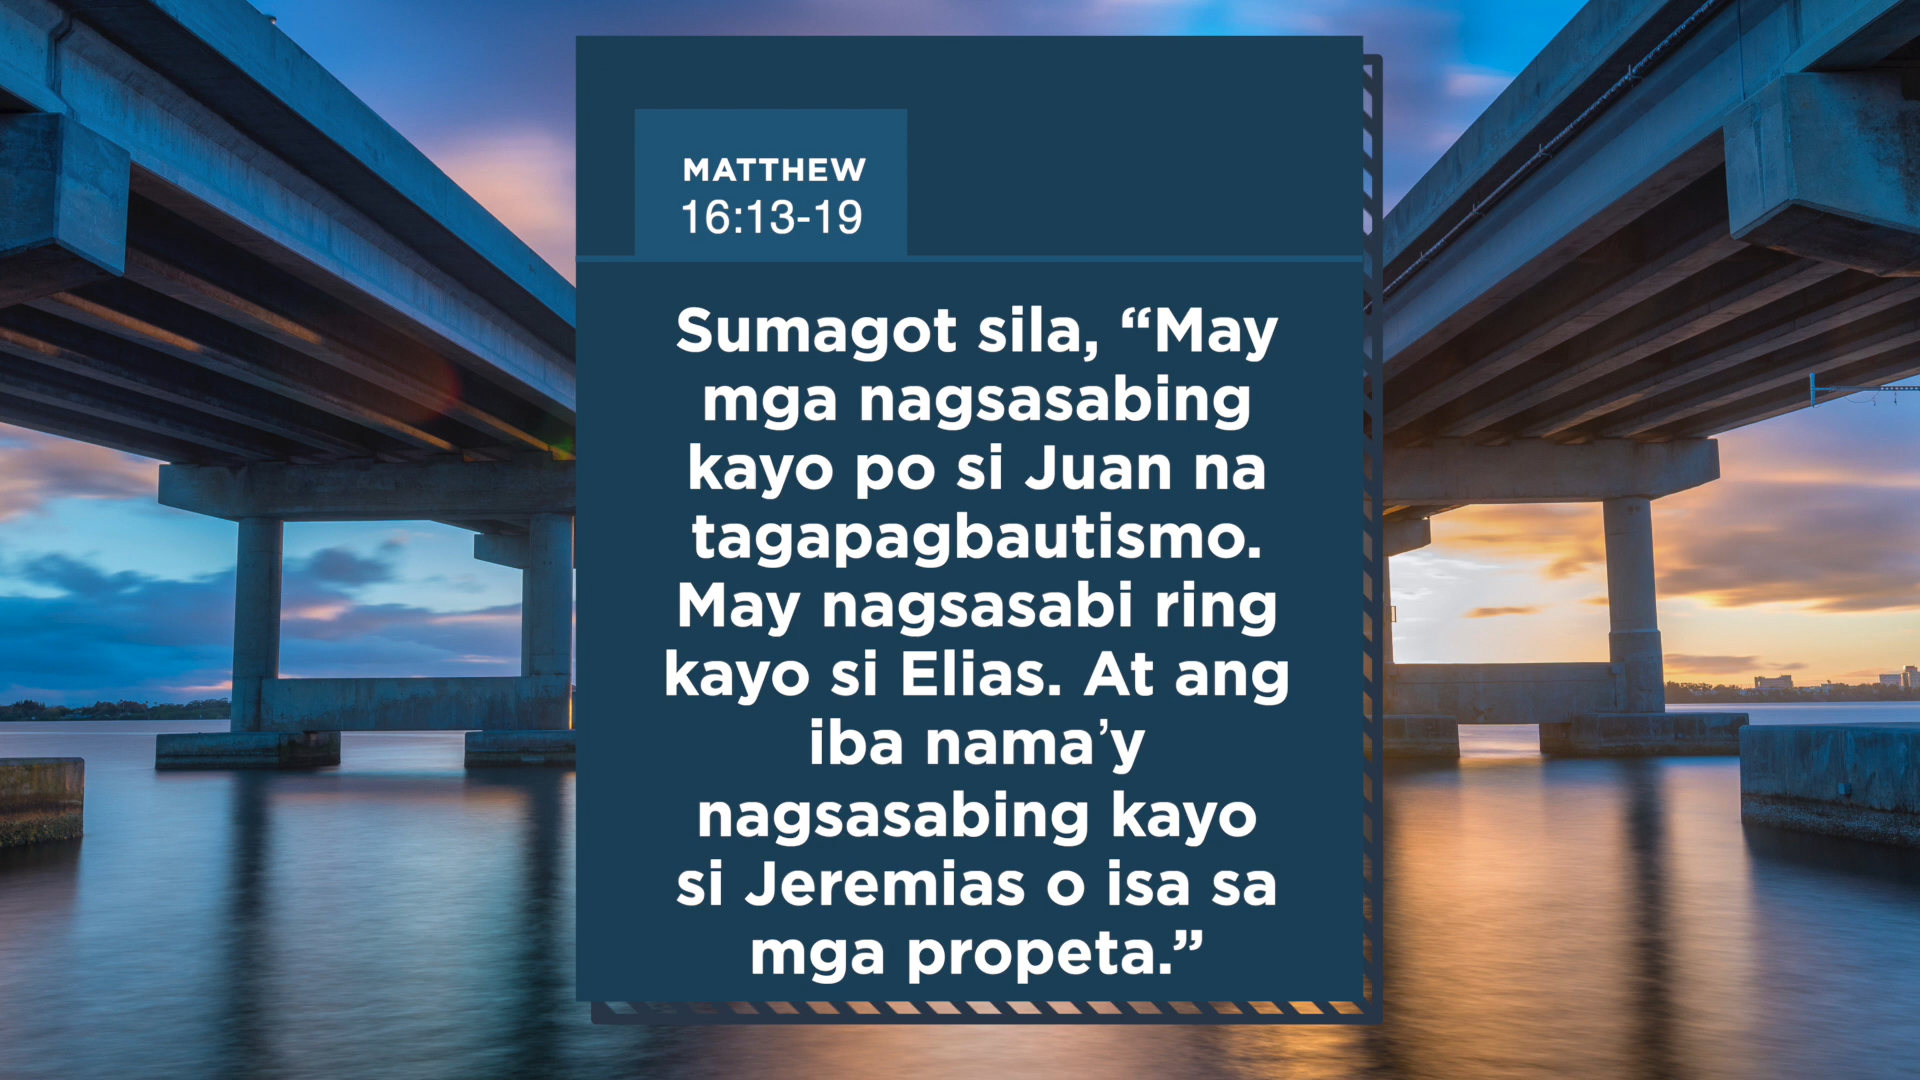 MATTHEW
16:13-19
Sumagot sila, “May
mga nagsasabing
kayo po si Juan na
tagapagbautismo.
May nagsasabi ring
kayo si Elias. At ang
iba nama’y
nagsasabing kayo
si Jeremias o isa sa
mga propeta.”